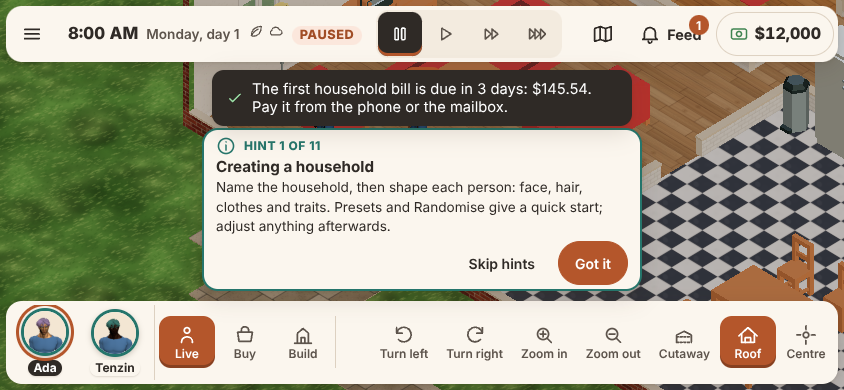 8:00 AM Monday, day 1 PAUSED Feed 1 $12,000
The first household bill is due in 3 days: $145.54.
Pay it from the phone or the mailbox.
HINT 1 OF 11
Creating a household
Name the household, then shape each person: face, hair,
clothes and traits. Presets and Randomise give a quick start;
adjust anything afterwards.
Skip hints Got it
Ada Tenzin Live Buy Build Turn left Turn right Zoom in Zoom out Cutaway Roof Centre